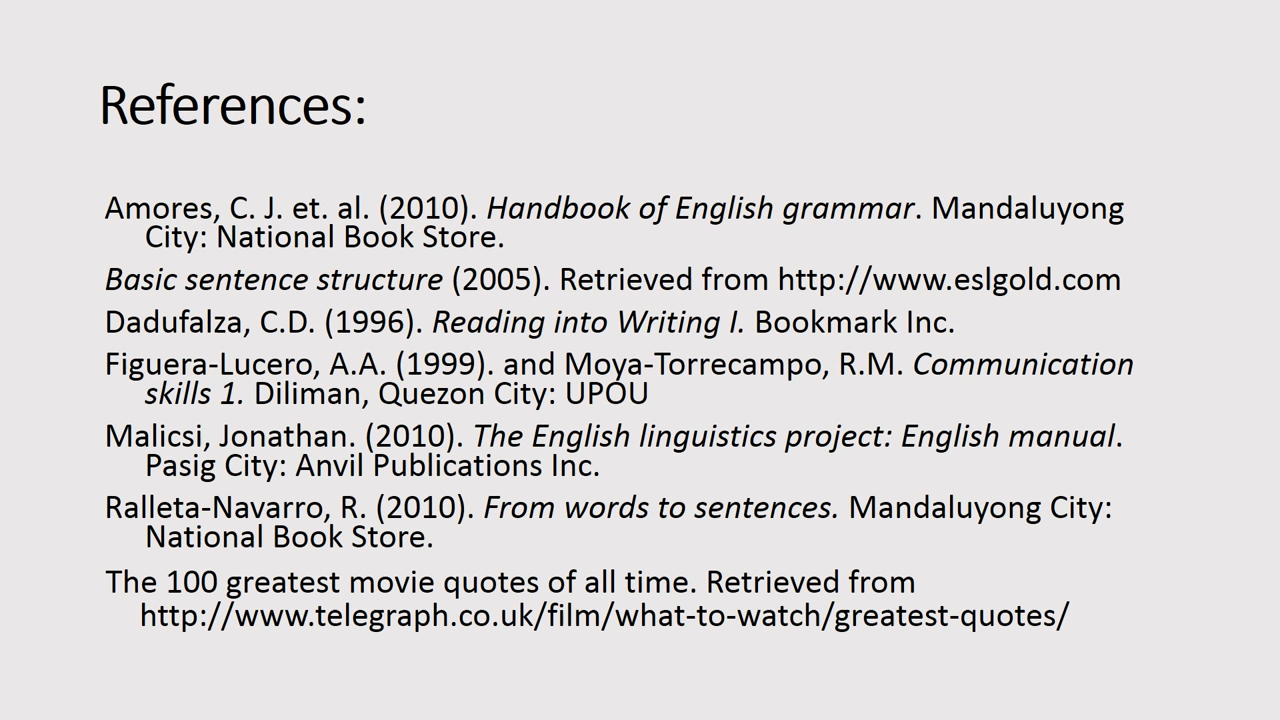 References:
Amores, C. J. et. al. (2010). Handbook of English grammar. Mandaluyong
City: National Book Store.
Basic sentence structure (2005). Retrieved from http://www.eslgold.com
Dadufalza, C.D. (1996). Reading into Writing I. Bookmark Inc.
Figuera-Lucero, A.A. (1999). and Moya-Torrecampo, R.M. Communication
skills 1. Diliman, Quezon City: UPOU
Malicsi, Jonathan. (2010). The English linguistics project: English manual.
Pasig City: Anvil Publications Inc.
Ralleta-Navarro, R. (2010). From words to sentences. Mandaluyong City:
National Book Store.
The 100 greatest movie quotes of all time. Retrieved from
http://www.telegraph.co.uk/film/what-to-watch/greatest-quotes/